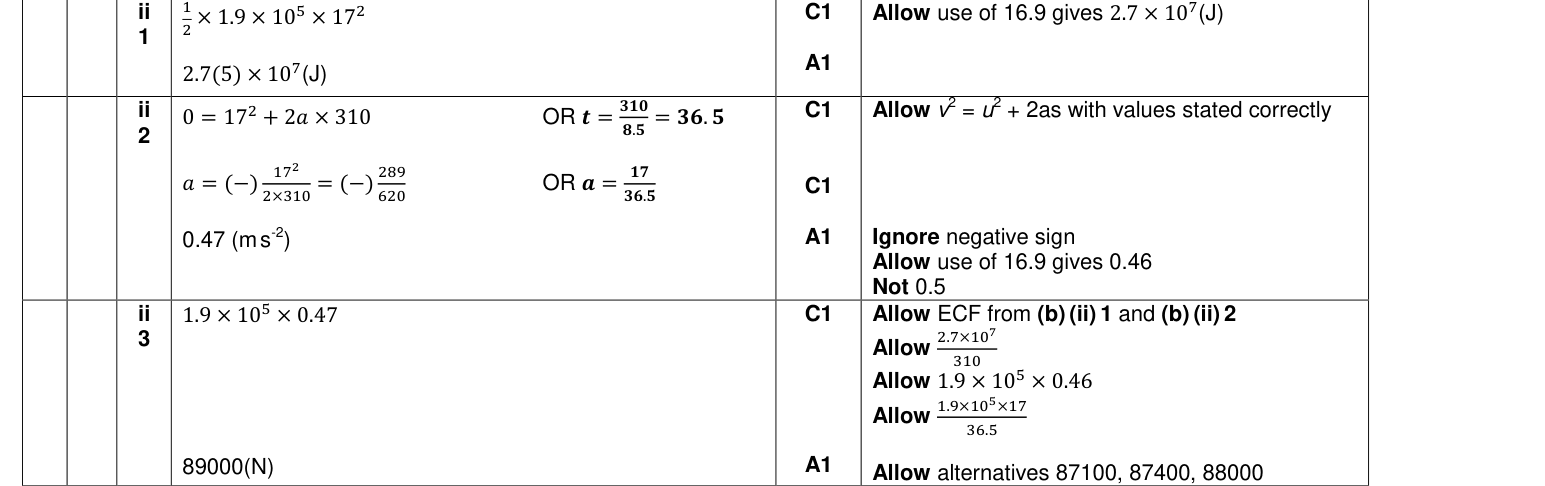 ii 1/2 × 1.9 × 10⁵ × 17² C1 Allow use of 16.9 gives 2.7 × 10⁷(J)
1
2.7(5) × 10⁷(J) A1
ii 0 = 17² + 2a × 310 OR t = 310/8.5 = 36.5 C1 Allow v² = u² + 2as with values stated correctly
2
a = (−) 17²/2×310 = (−) 289/620 OR a = 17/36.5 C1
0.47 (m s⁻²) A1 Ignore negative sign
Allow use of 16.9 gives 0.46
Not 0.5
ii 1.9 × 10⁵ × 0.47 C1 Allow ECF from (b) (ii) 1 and (b) (ii) 2
3
Allow 2.7×10⁷/310
Allow 1.9 × 10⁵ × 0.46
Allow 1.9×10⁵×17/36.5
89000(N) A1 Allow alternatives 87100, 87400, 88000